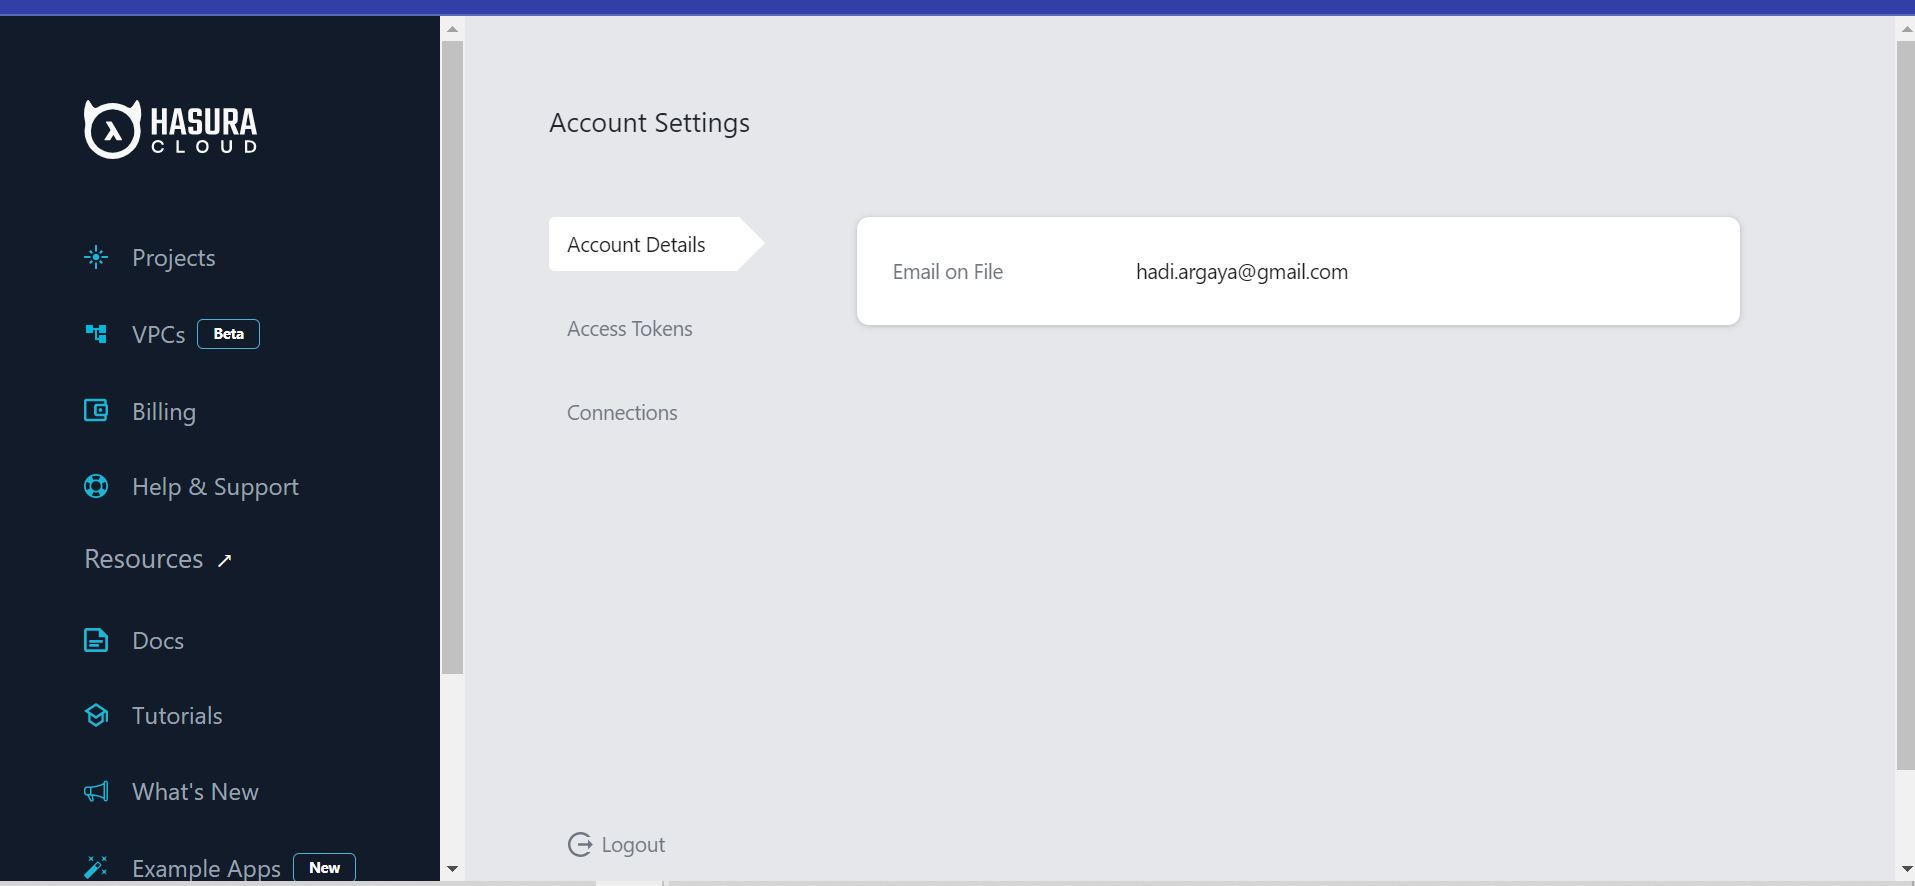 HASURA
CLOUD
Projects
VPCs Beta
Billing
Help & Support
Resources ↗
Docs
Tutorials
What's New
Example Apps New
Account Settings
Account Details
Access Tokens
Connections
Email on File hadi.argaya@gmail.com
Logout